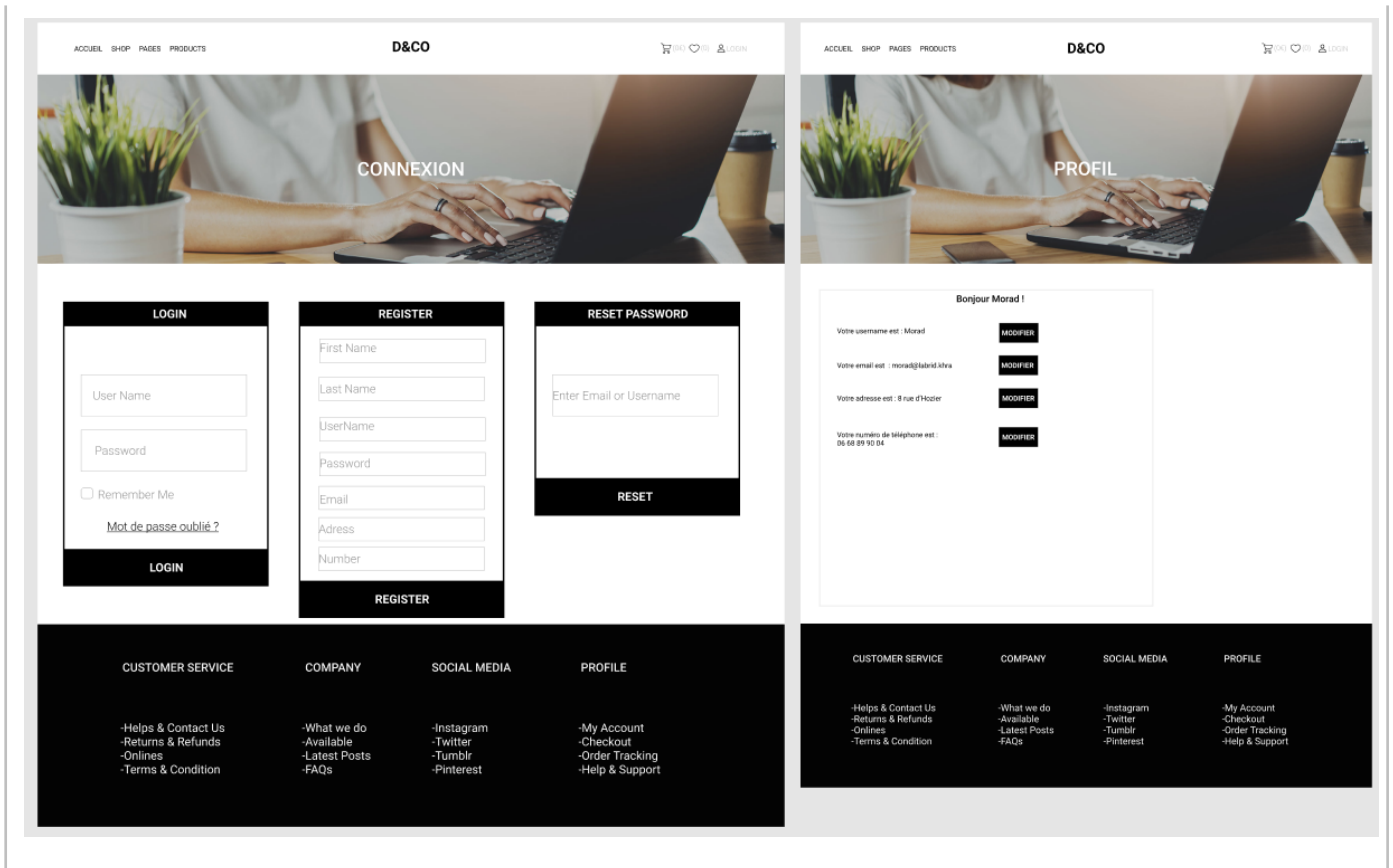 ACCUEIL SHOP PAGES PRODUCTS
D&CO
(0€) (0) LOGIN
CONNEXION
LOGIN
User Name
Password
Remember Me
Mot de passe oublié ?
LOGIN
REGISTER
First Name
Last Name
UserName
Password
Email
Adress
Number
REGISTER
RESET PASSWORD
Enter Email or Username
RESET
CUSTOMER SERVICE
-Helps & Contact Us
-Returns & Refunds
-Onlines
-Terms & Condition
COMPANY
-What we do
-Available
-Latest Posts
-FAQs
SOCIAL MEDIA
-Instagram
-Twitter
-Tumblr
-Pinterest
PROFILE
-My Account
-Checkout
-Order Tracking
-Help & Support
ACCUEIL SHOP PAGES PRODUCTS
D&CO
(0€) (0) LOGIN
PROFIL
Bonjour Morad !
Votre username est : Morad
MODIFIER
Votre email est : morad@labrid.khra
MODIFIER
Votre adresse est : 8 rue d'Hozier
MODIFIER
Votre numéro de téléphone est :
06 68 89 90 04
MODIFIER
CUSTOMER SERVICE
-Helps & Contact Us
-Returns & Refunds
-Onlines
-Terms & Condition
COMPANY
-What we do
-Available
-Latest Posts
-FAQs
SOCIAL MEDIA
-Instagram
-Twitter
-Tumblr
-Pinterest
PROFILE
-My Account
-Checkout
-Order Tracking
-Help & Support